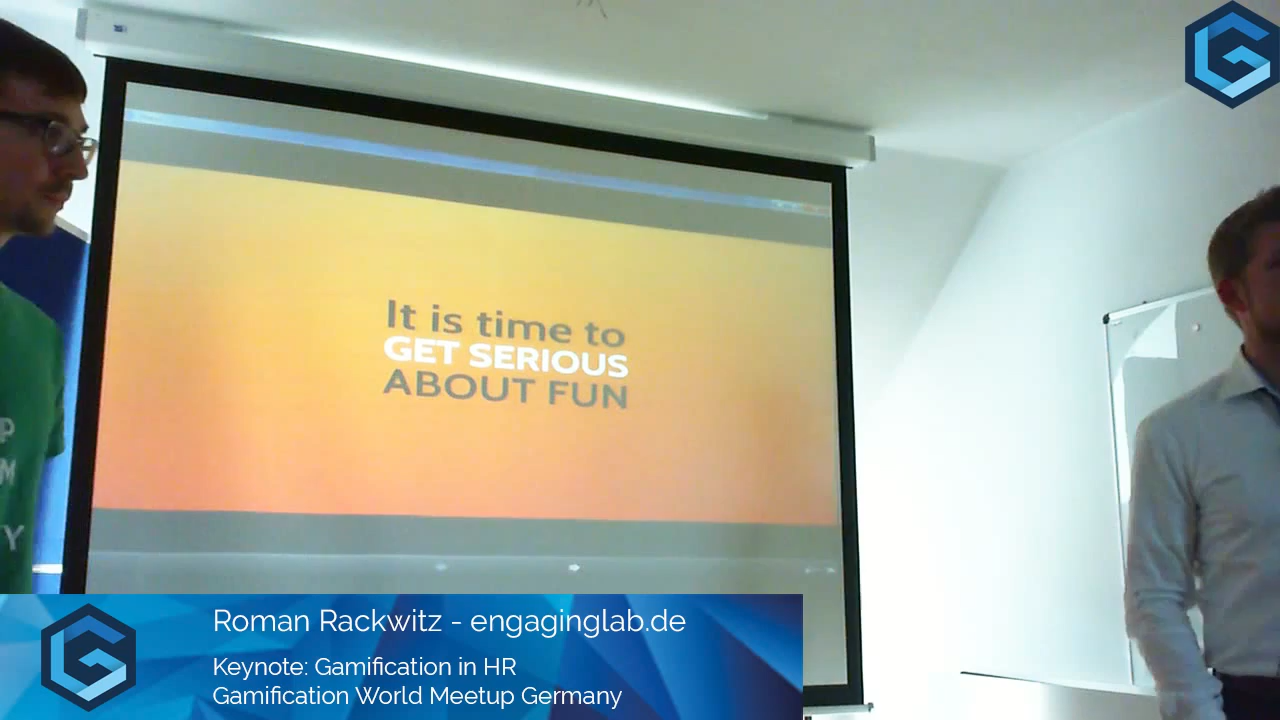 It is time to
GET SERIOUS
ABOUT FUN
P
M
Y
Roman Rackwitz - engaginglab.de
Keynote: Gamification in HR
Gamification World Meetup Germany